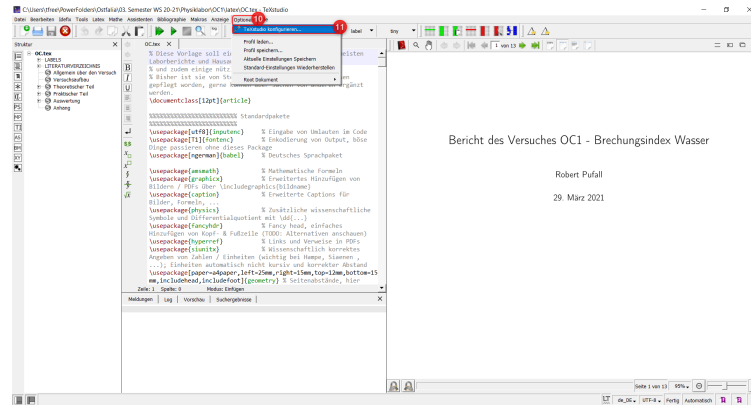 C:\Users\free\PowerFolders\Ostfalia\03. Semester WS 20-21\Physiklabor\OC1\latex\OC.tex - TeXstudio
Datei Bearbeiten Idefix Tools Latex Mathe Assistenten Bibliographie Makros Anzeige Optionen
10
TeXstudio konfigurieren...
11
Profil laden...
Profil speichern...
Aktuelle Einstellungen Speichern
Standard-Einstellungen Wiederherstellen
Root Dokument
label
tiny
Struktur
OC.tex
LABELS
LITERATURVERZEICHNIS
Allgemein über den Versuch
Versuchsaufbau
Theoretischer Teil
Praktischer Teil
Auswertung
Anhang
OC.tex
% Diese Vorlage soll
Laborberichte und Hausa
% und zudem einige nütz
% Bisher ist sie von St
gepflegt worden, gerne
werden.
\documentclass[12pt]{article}
%%%%%%%%%%%%%%%%%%%%% Standardpakete
%%%%%%%%%%%%%%%%%%%%%
\usepackage[utf8]{inputenc} % Eingabe von Umlauten im Code
\usepackage[T1]{fontenc} % Enkodierung von Output, böse
Dinge passieren ohne dieses Package
\usepackage[ngerman]{babel} % Deutsches Sprachpaket
\usepackage{amsmath} % Mathematische Formeln
\usepackage{graphicx} % Erweitertes Hinzufügen von
Bildern / PDFs über \includegraphics{bildname}
\usepackage{caption} % Erweiterte Captions für
Bilder, Formeln, ...
\usepackage{physics} % Zusätzliche wissenschaftliche
Symbole und Differentialquotient mit \dd{...}
\usepackage{fancyhdr} % Fancy head, einfaches
Hinzufügen von Kopf- & Fußzeile (TODO: Alternativen anschauen)
\usepackage{hyperref} % Links und Verweise in PDFs
\usepackage{siunitx} % Wissenschaftlich korrektes
Angeben von Zahlen / Einheiten (wichtig bei Hampe, Siaenen ,
...); Einheiten automatisch nicht kursiv und korrekter Abstand
\usepackage[paper=a4paper,left=25mm,right=15mm,top=12mm,bottom=15
mm,includehead,includefoot]{geometry} % Seitenabstände, hier
Zeile: 1 Spalte: 0 Modus: Einfügen
Meldungen Log Vorschau Suchergebnisse
1 von 13
Bericht des Versuches OC1 - Brechungsindex Wasser
Robert Pufall
29. März 2021
Seite 1 von 13 95%
LT de_DE UTF-8 Fertig Automatisch